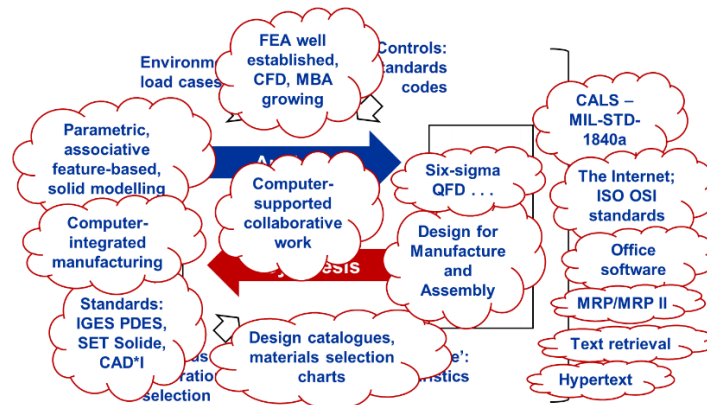 FEA well
established,
CFD, MBA
growing
load cases
Controls:
codes
CALS –
MIL-STD-
1840a
Parametric,
associative
feature-based,
solid modelling
Six-sigma
QFD . . .
The Internet;
ISO OSI
standards
Computer-
supported
collaborative
work
Computer-
integrated
manufacturing
Design for
Manufacture
and
Assembly
Office
software
MRP/MRP II
Standards:
IGES PDES,
SET Solide,
CAD*I
Design catalogues,
materials selection
charts
Text retrieval
Hypertext
selection